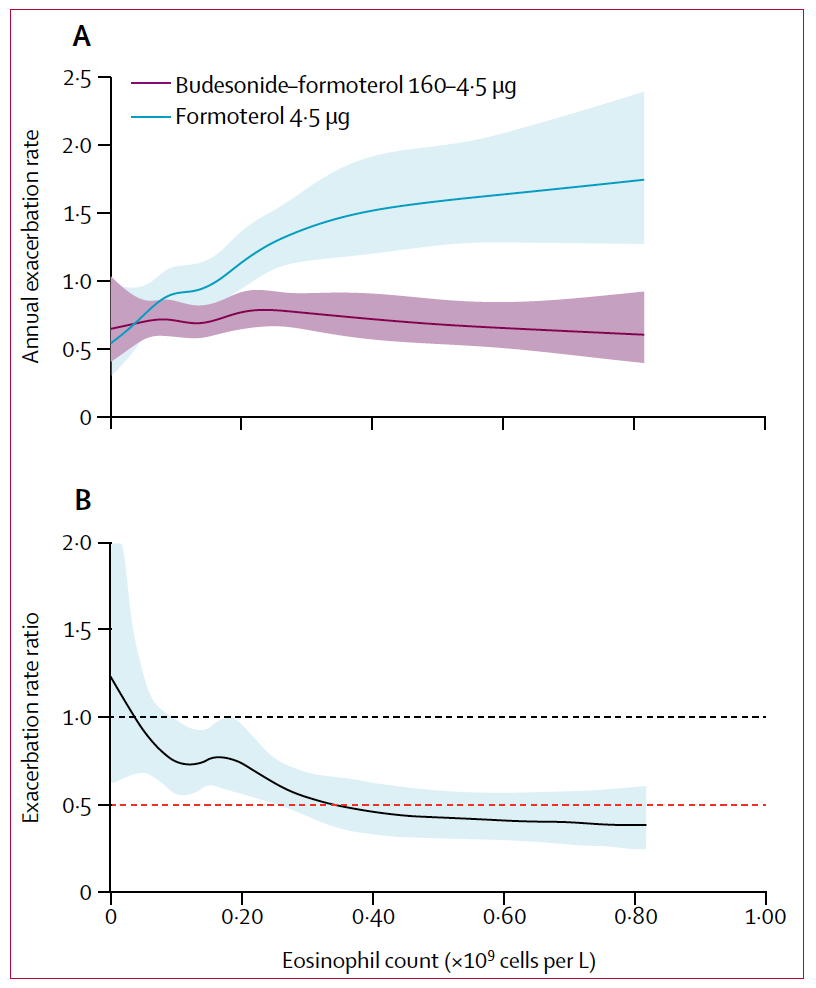 A
2·5
2·0
1·5
1·0
0·5
0
Annual exacerbation rate
Budesonide–formoterol 160–4·5 µg
Formoterol 4·5 µg
B
2·0
1·5
1·0
0·5
0
Exacerbation rate ratio
0 0·20 0·40 0·60 0·80 1·00
Eosinophil count (×10⁹ cells per L)